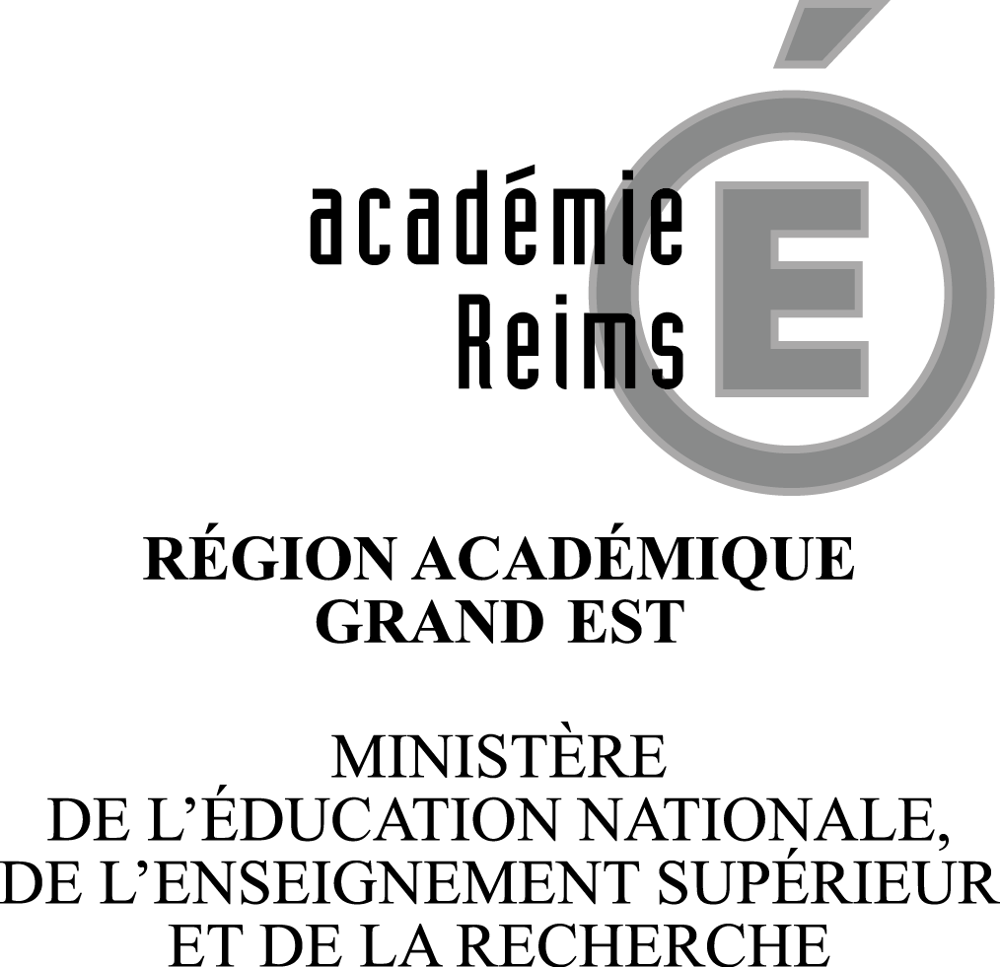 É
académie
Reims
RÉGION ACADÉMIQUE
GRAND EST
MINISTÈRE
DE L’ÉDUCATION NATIONALE,
DE L’ENSEIGNEMENT SUPÉRIEUR
ET DE LA RECHERCHE